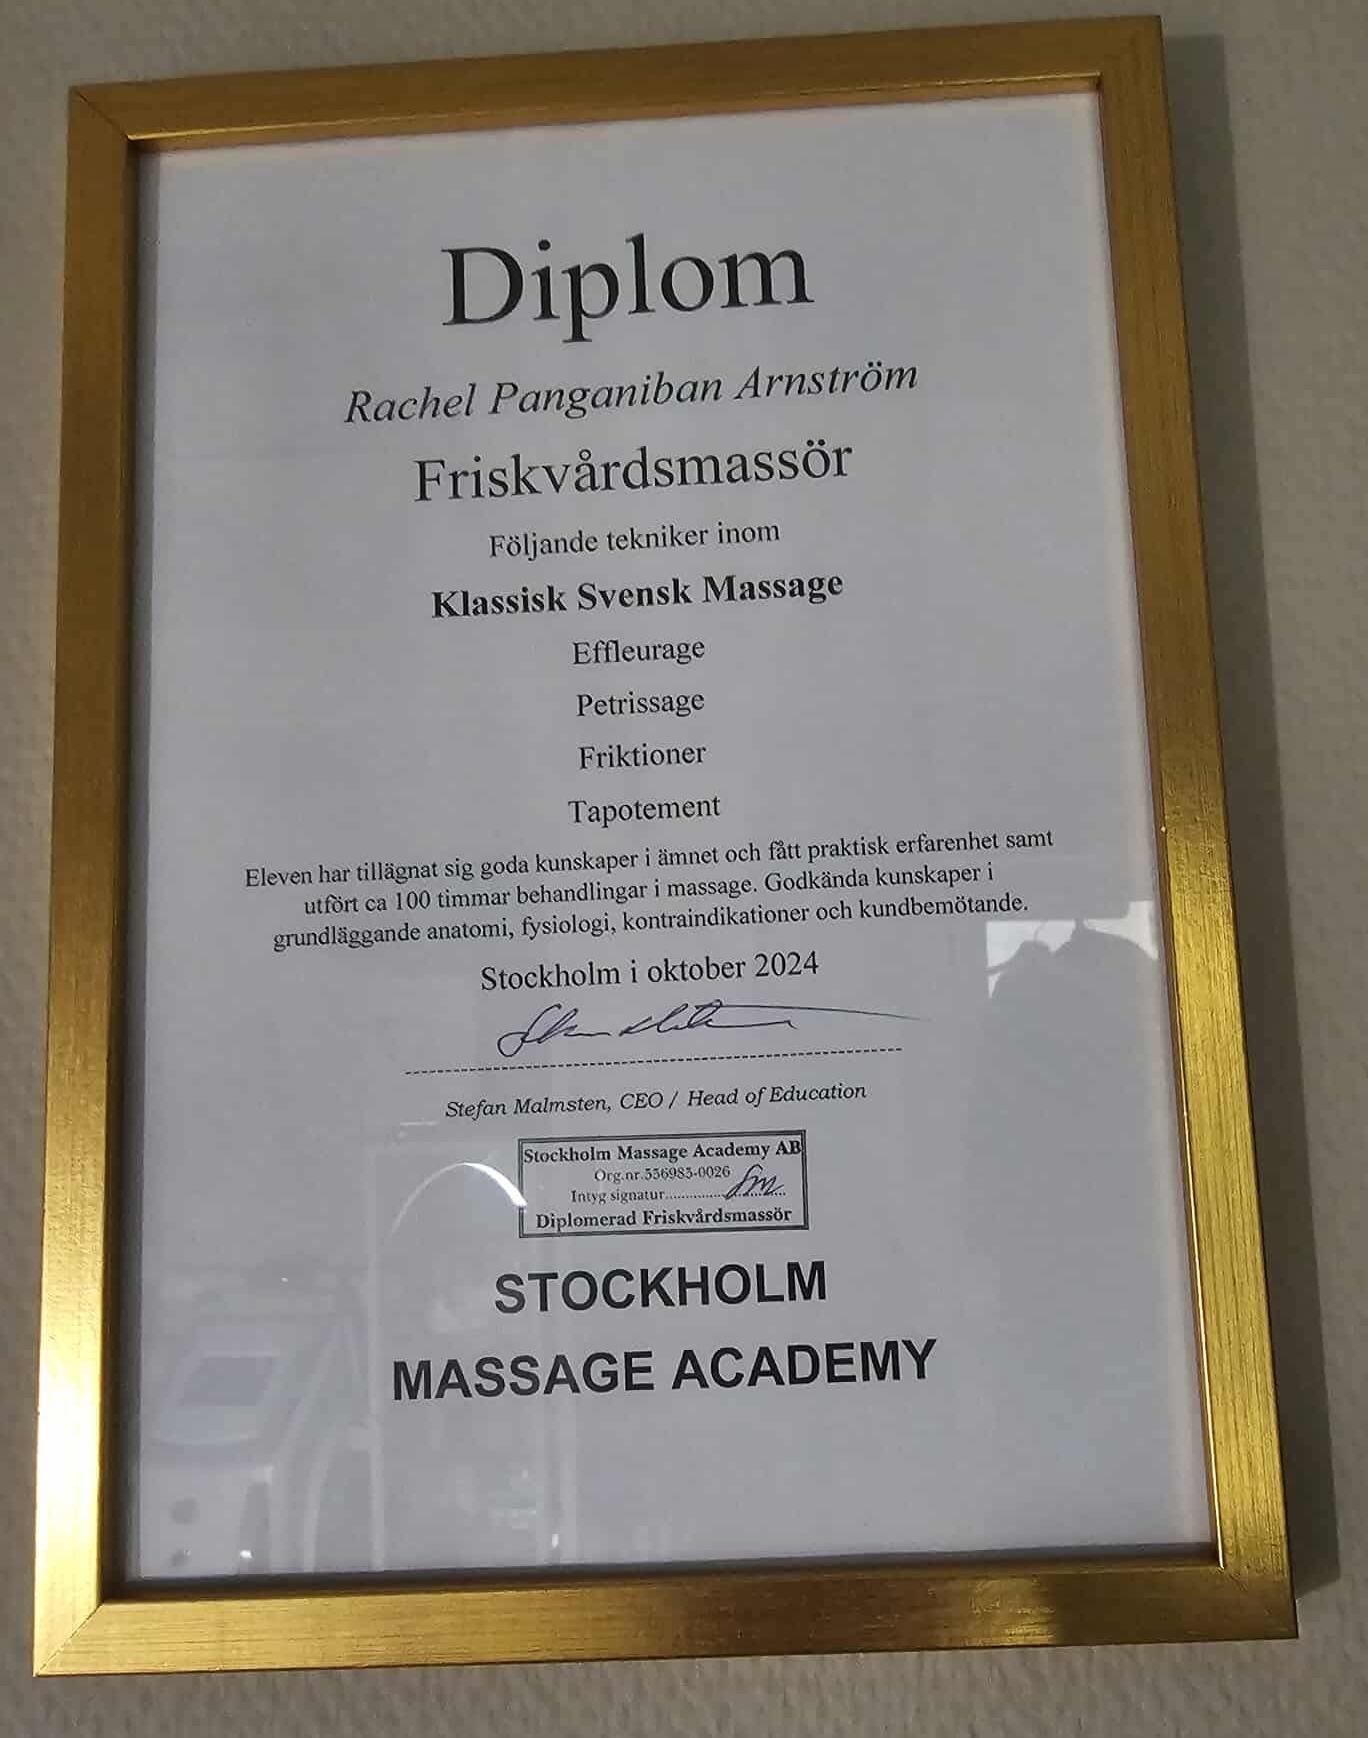 Diplom
Rachel Panganiban Arnström
Friskvårdsmassör
Följande tekniker inom
Klassisk Svensk Massage
Effleurage
Petrissage
Friktioner
Tapotement
Eleven har tillägnat sig goda kunskaper i ämnet och fått praktisk erfarenhet samt
utfört ca 100 timmar behandlingar i massage. Godkända kunskaper i
grundläggande anatomi, fysiologi, kontraindikationer och kundbemötande.
Stockholm i oktober 2024
Stefan Malmsten, CEO / Head of Education
Stockholm Massage Academy AB
Org.nr.556983-0026
Intyg signatur..................
Diplomerad Friskvårdsmassör
STOCKHOLM
MASSAGE ACADEMY